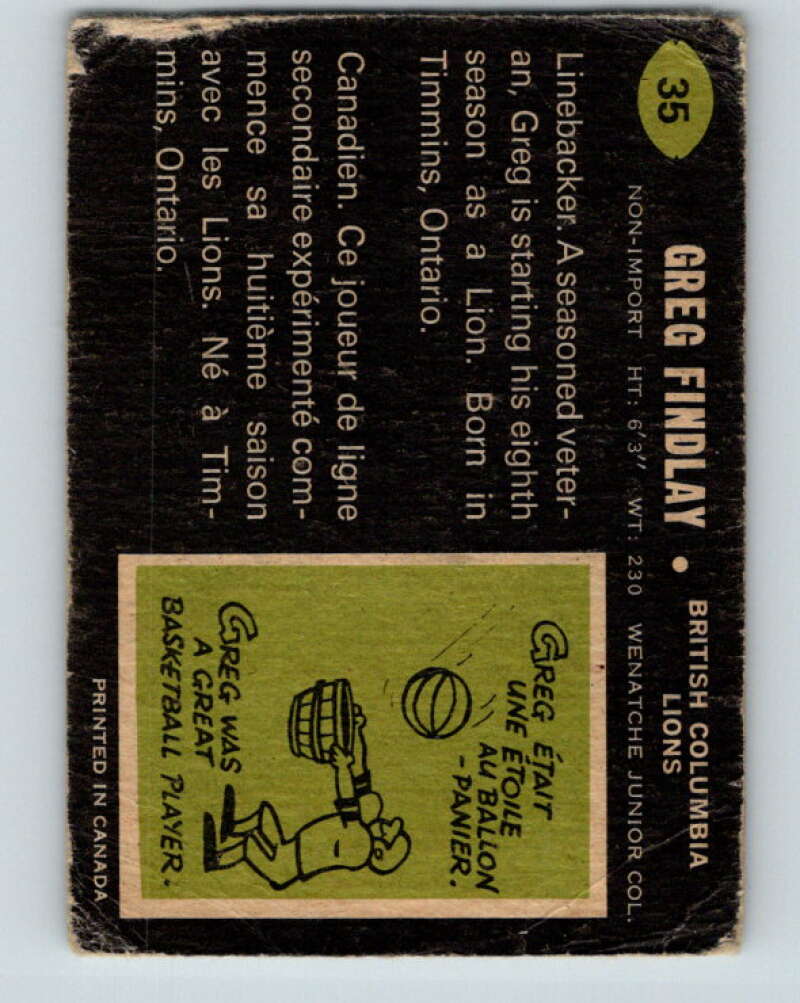 35
GREG FINDLAY • BRITISH COLUMBIA
LIONS
NON-IMPORT HT: 6'3" WT: 230 WENATCHE JUNIOR COL.
Linebacker. A seasoned veter-
an, Greg is starting his eighth
season as a Lion. Born in
Timmins, Ontario.
Canadien. Ce joueur de ligne
secondaire expérimenté com-
mence sa huitième saison
avec les Lions. Né à Tim-
mins, Ontario.
GREG ÉTAIT
UNE ÉTOILE
AU BALLON
-PANIER.
GREG WAS
A GREAT
BASKETBALL PLAYER.
PRINTED IN CANADA